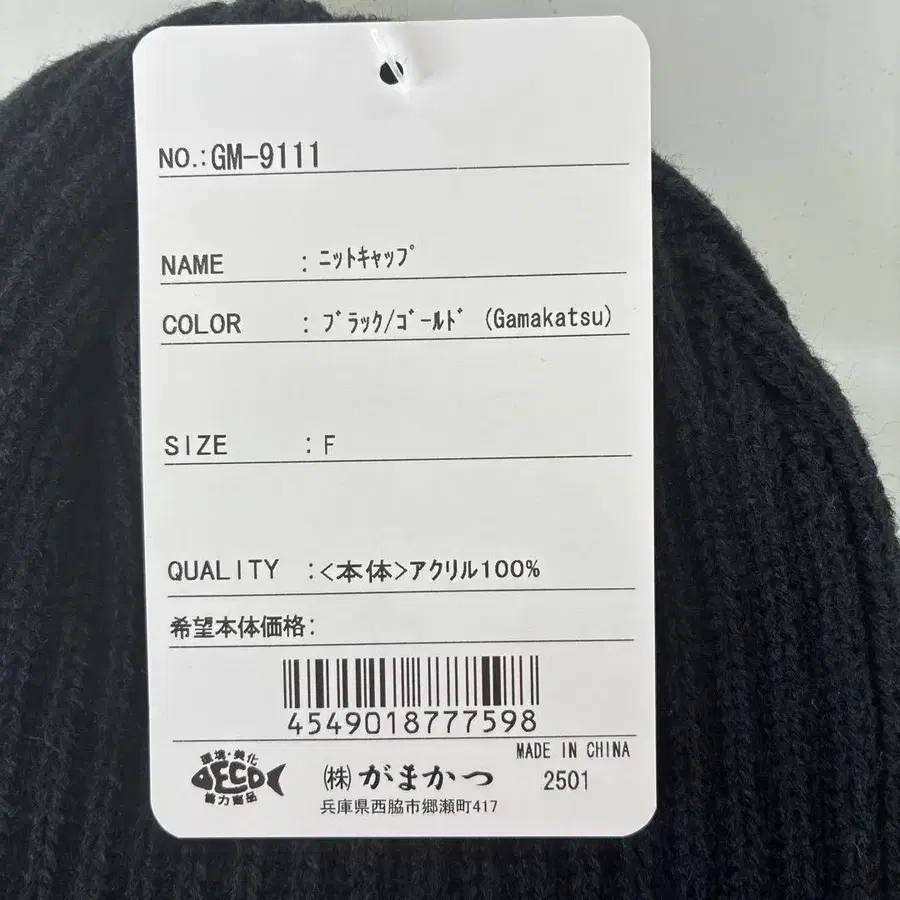 NO.:GM-9111
NAME : ﾆｯﾄｷｬｯﾌﾟ
COLOR : ﾌﾞﾗｯｸ/ｺﾞｰﾙﾄﾞ (Gamakatsu)
SIZE : F
QUALITY :<本体>アクリル100%
希望本体価格:
4549018777598
MADE IN CHINA
環境・美化
DECO
協力商品
(株) がまかつ
2501
兵庫県西脇市郷瀬町417